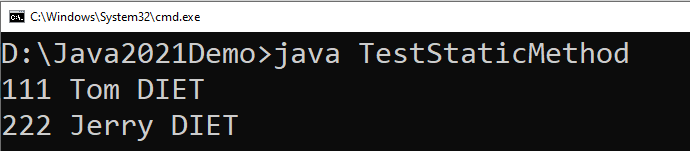 C:\Windows\System32\cmd.exe
D:\Java2021Demo>java TestStaticMethod
111 Tom DIET
222 Jerry DIET